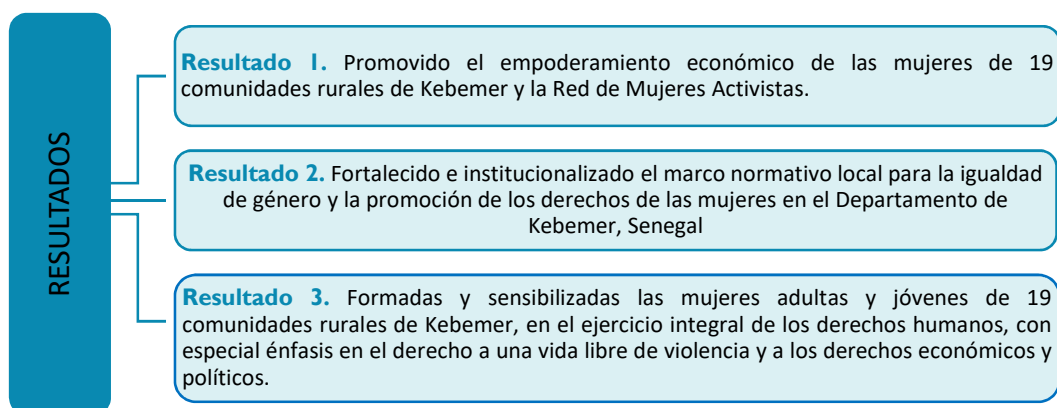 RESULTADOS
Resultado 1. Promovido el empoderamiento económico de las mujeres de 19
comunidades rurales de Kebemer y la Red de Mujeres Activistas.
Resultado 2. Fortalecido e institucionalizado el marco normativo local para la igualdad
de género y la promoción de los derechos de las mujeres en el Departamento de
Kebemer, Senegal
Resultado 3. Formadas y sensibilizadas las mujeres adultas y jóvenes de 19
comunidades rurales de Kebemer, en el ejercicio integral de los derechos humanos, con
especial énfasis en el derecho a una vida libre de violencia y a los derechos económicos y
políticos.